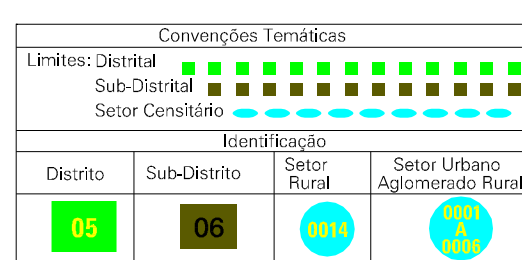 Convenções Temáticas
Limites: Distrital
Sub-Distrital
Setor Censitário
Identificação
Distrito
Sub-Distrito
Setor
Rural
Setor Urbano
Aglomerado Rural
05
06
0014
0001
A
0006